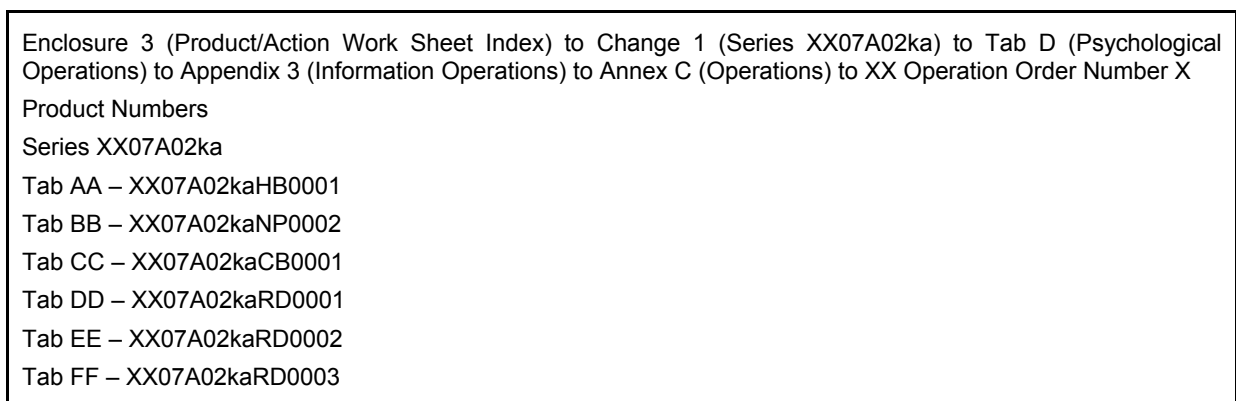 Enclosure 3 (Product/Action Work Sheet Index) to Change 1 (Series XX07A02ka) to Tab D (Psychological
Operations) to Appendix 3 (Information Operations) to Annex C (Operations) to XX Operation Order Number X
Product Numbers
Series XX07A02ka
Tab AA – XX07A02kaHB0001
Tab BB – XX07A02kaNP0002
Tab CC – XX07A02kaCB0001
Tab DD – XX07A02kaRD0001
Tab EE – XX07A02kaRD0002
Tab FF – XX07A02kaRD0003